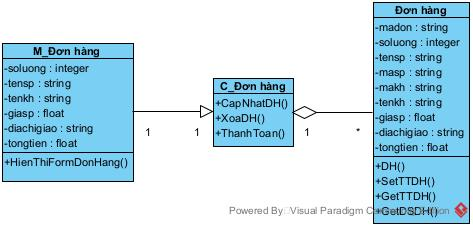 M_Đơn hàng
-soluong : integer
-tensp : string
-tenkh : string
-giasp : float
-diachigiao : string
-tongtien : float
+HienThiFormDonHang()
1
1
C_Đơn hàng
+CapNhatDH()
+XoaDH()
+ThanhToan()
1
*
Đơn hàng
-madon : string
-soluong : integer
-tensp : string
-masp : string
-makh : string
-tenkh : string
-giasp : float
-diachigiao : string
-tongtien : float
+DH()
+SetTTDH()
+GetTTDH()
+GetDSDH()
Powered By Visual Paradigm Community Edition